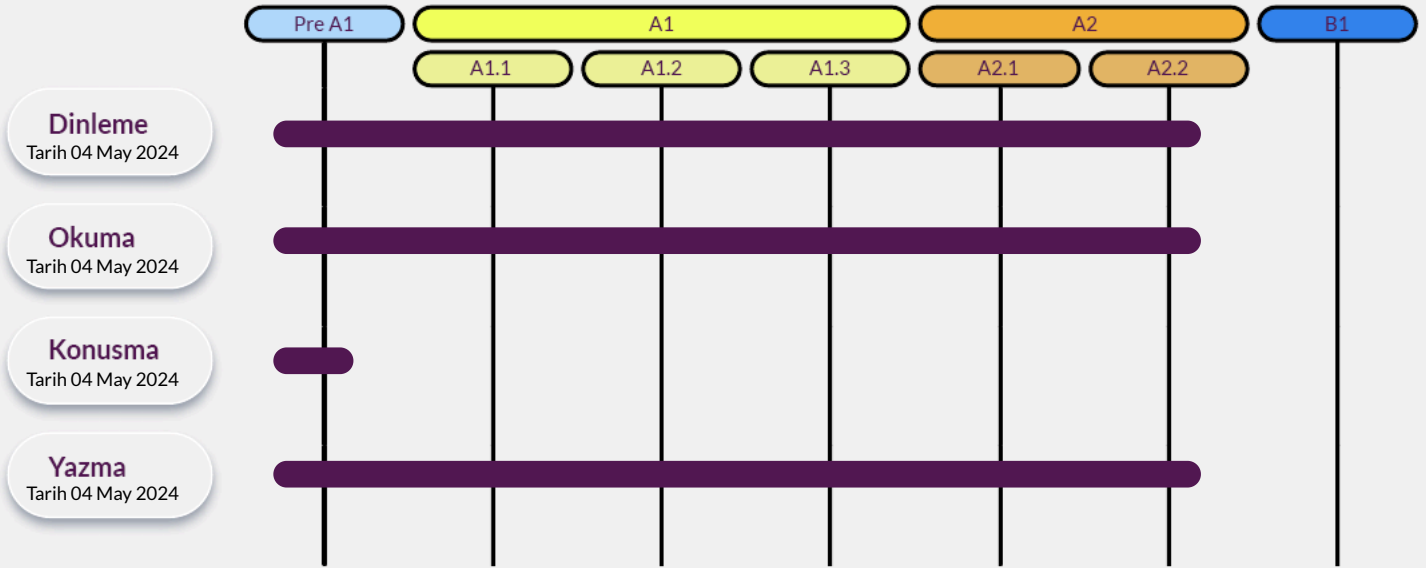 Pre A1 A1 A2 B1
A1.1 A1.2 A1.3 A2.1 A2.2
Dinleme
Tarih 04 May 2024
Okuma
Tarih 04 May 2024
Konusma
Tarih 04 May 2024
Yazma
Tarih 04 May 2024